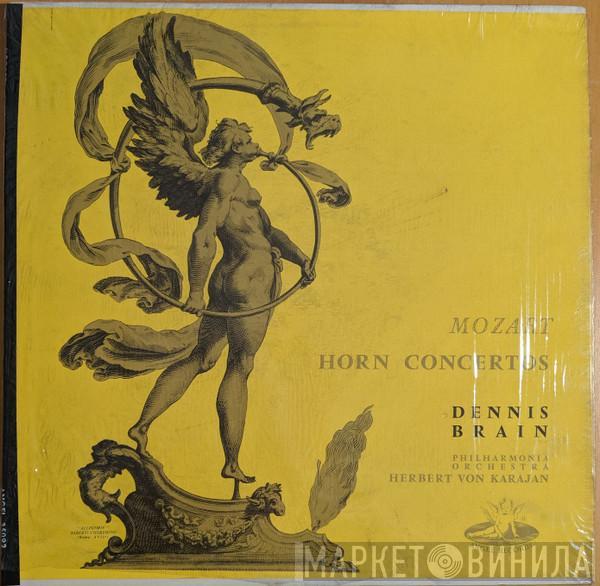 MOZART
HORN CONCERTOS
DENNIS
BRAIN
PHILHARMONIA
ORCHESTRA
HERBERT VON KARAJAN
МАРКЕТ ВИНИЛА